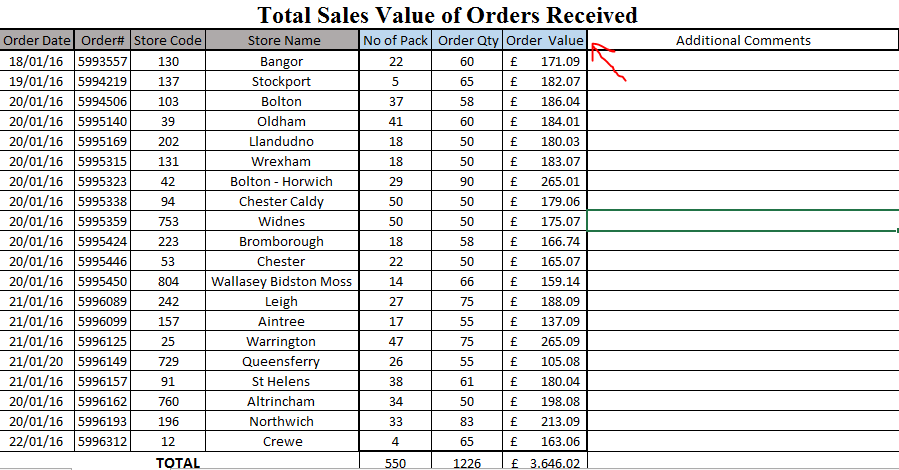 Total Sales Value of Orders Received
Order Date Order# Store Code Store Name No of Pack Order Qty Order Value Additional Comments
18/01/16 5993557 130 Bangor 22 60 £ 171.09
19/01/16 5994219 137 Stockport 5 65 £ 182.07
20/01/16 5994506 103 Bolton 37 58 £ 186.04
20/01/16 5995140 39 Oldham 41 60 £ 184.01
20/01/16 5995169 202 Llandudno 18 50 £ 180.03
20/01/16 5995315 131 Wrexham 18 50 £ 183.07
20/01/16 5995323 42 Bolton - Horwich 29 90 £ 265.01
20/01/16 5995338 94 Chester Caldy 50 50 £ 179.06
20/01/16 5995359 753 Widnes 50 50 £ 175.07
20/01/16 5995424 223 Bromborough 18 58 £ 166.74
20/01/16 5995446 53 Chester 22 50 £ 165.07
20/01/16 5995450 804 Wallasey Bidston Moss 14 66 £ 159.14
21/01/16 5996089 242 Leigh 27 75 £ 188.09
21/01/16 5996099 157 Aintree 17 55 £ 137.09
21/01/16 5996125 25 Warrington 47 75 £ 265.09
21/01/20 5996149 729 Queensferry 26 55 £ 105.08
21/01/16 5996157 91 St Helens 38 61 £ 180.04
20/01/16 5996162 760 Altrincham 34 50 £ 198.08
20/01/16 5996193 196 Northwich 33 83 £ 213.09
22/01/16 5996312 12 Crewe 4 65 £ 163.06
TOTAL 550 1226 £ 3,646.02